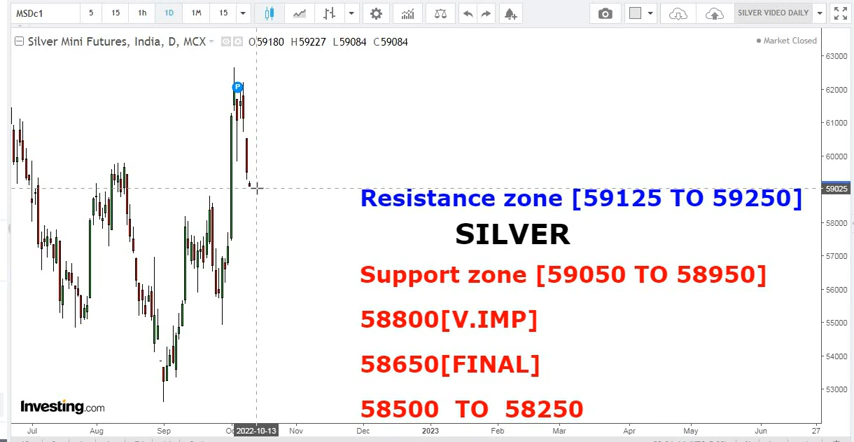 MSDc1 5 15 1h 1D 1M 15 SILVER VIDEO DAILY
Silver Mini Futures, India, D, MCX O59180 H59227 L59084 C59084
Market Closed
63000
62000
P
61000
60000
59025
Resistance zone [59125 TO 59250]
58000
SILVER
57000
Support zone [59050 TO 58950]
56000
58800[V.IMP]
55000
54000
58650[FINAL]
53000
Investing.com
58500 TO 58250
Jul Aug Sep 2022-10-13 Nov Dec 2023 Feb Mar Apr May Jun 27